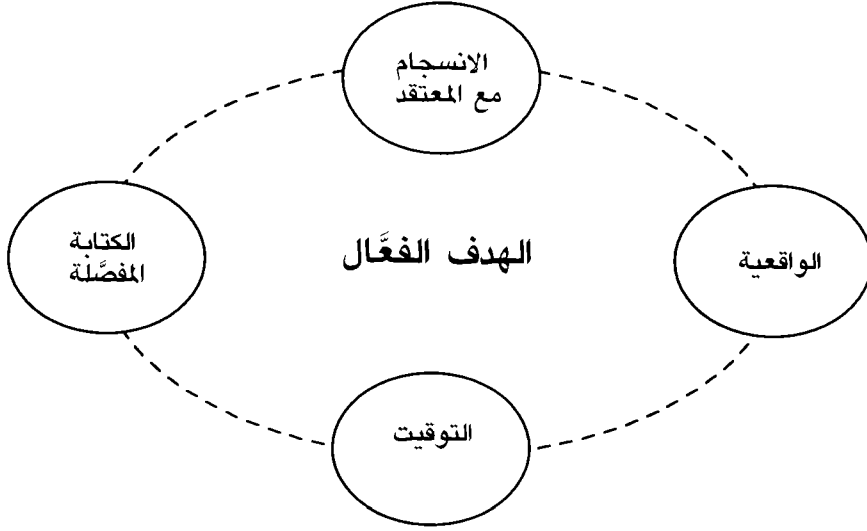 الانسجام
مع المعتقد
الواقعية
الهدف الفعَّال
الكتابة
المفصَّلة
التوقيت